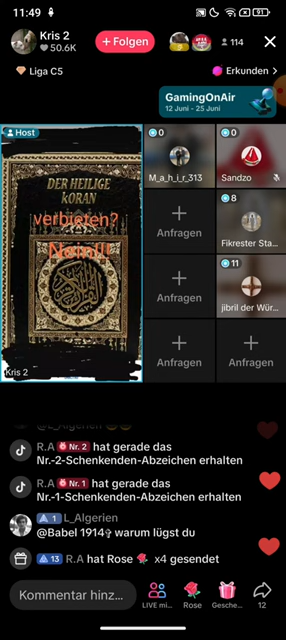 11:49
91
Kris 2
50.6K
+ Folgen
114
Liga C5
Erkunden >
GamingOnAir
12 Juni - 25 Juni
Host
DER HEILIGE
KORAN
verbieten?
Nein!!
Kris 2
0
M_a_h_i_r_313
0
Sandzo
Anfragen
8
Fikrester Sta...
Anfragen
11
jibril der Wür...
Anfragen
Anfragen
R.A Nr. 2 hat gerade das
Nr.-2-Schenkenden-Abzeichen erhalten
R.A Nr. 1 hat gerade das
Nr.-1-Schenkenden-Abzeichen erhalten
1 L_Algerien
@Babel 1914✞ warum lügst du
13 R.A hat Rose 🌹 x4 gesendet
Kommentar hinz...
LIVE mi...
Rose
Gesche...
12